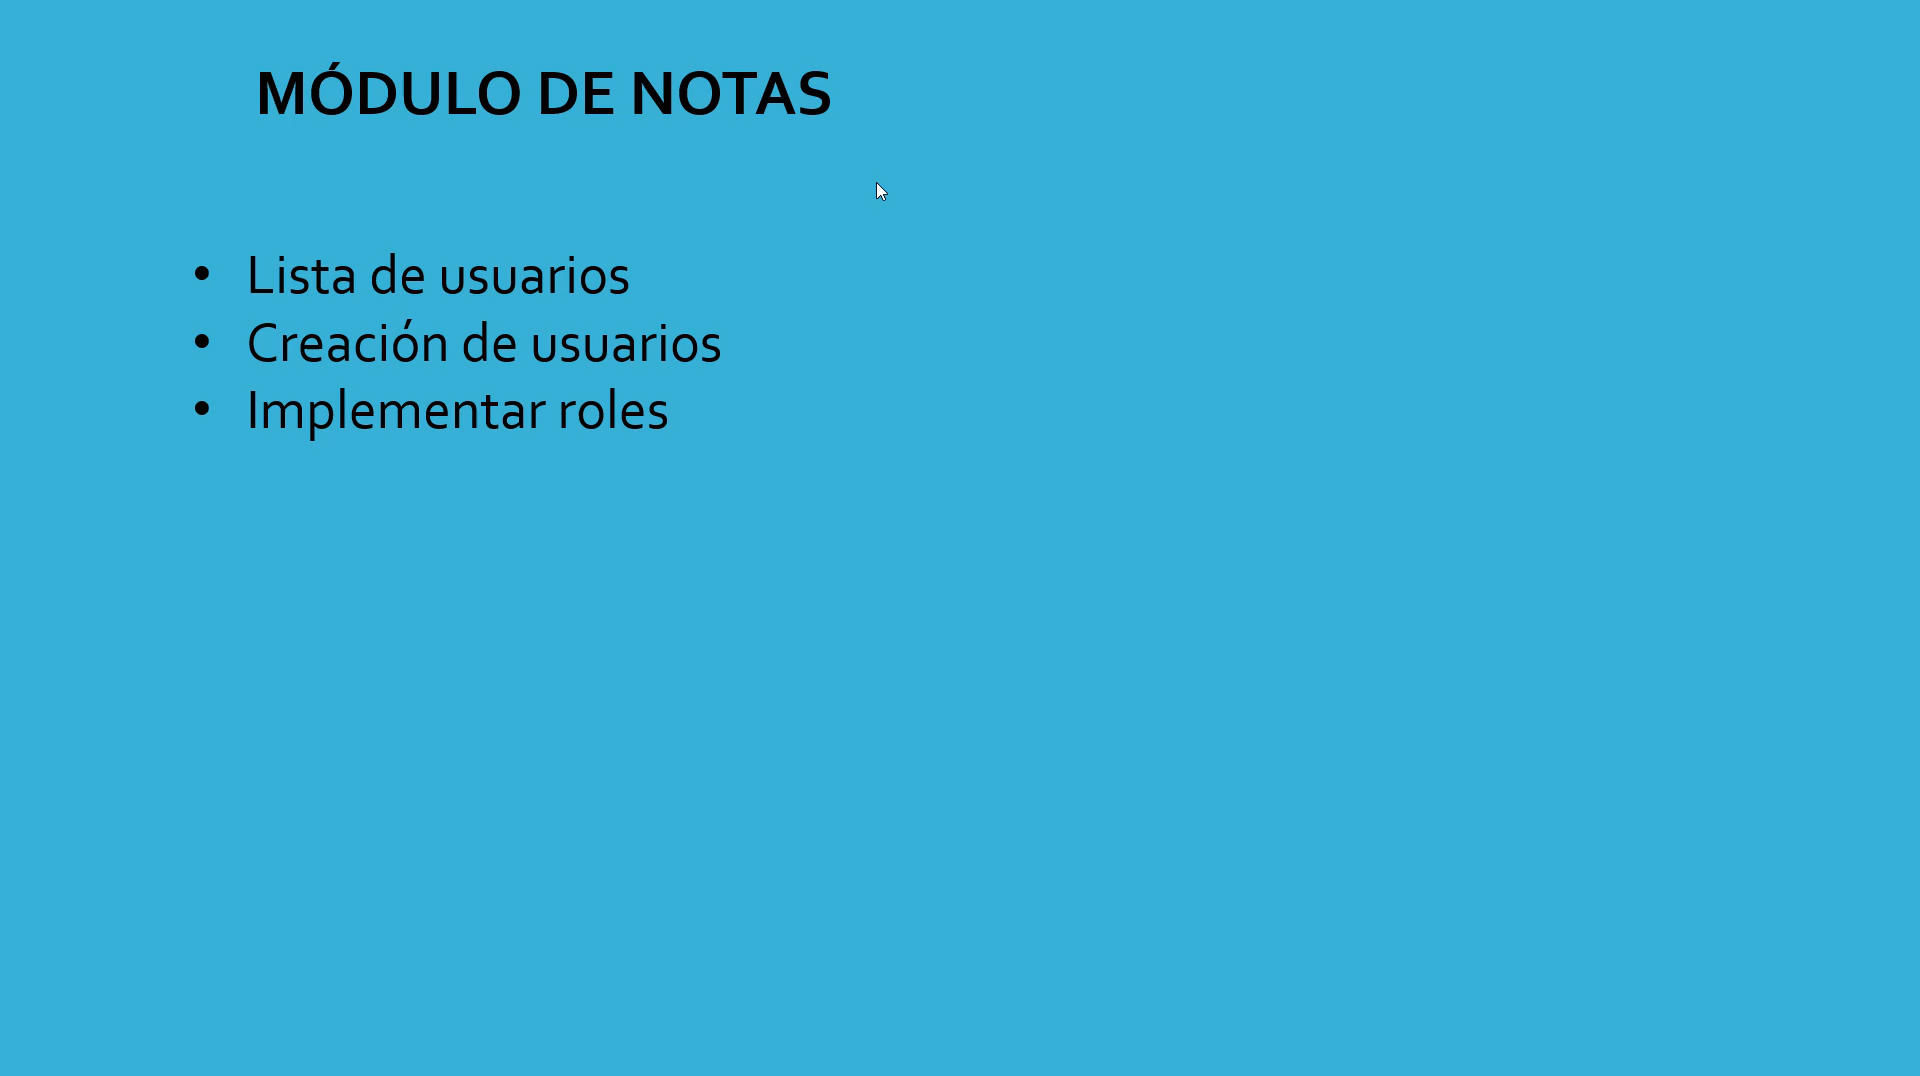 MÓDULO DE NOTAS
• Lista de usuarios
• Creación de usuarios
• Implementar roles